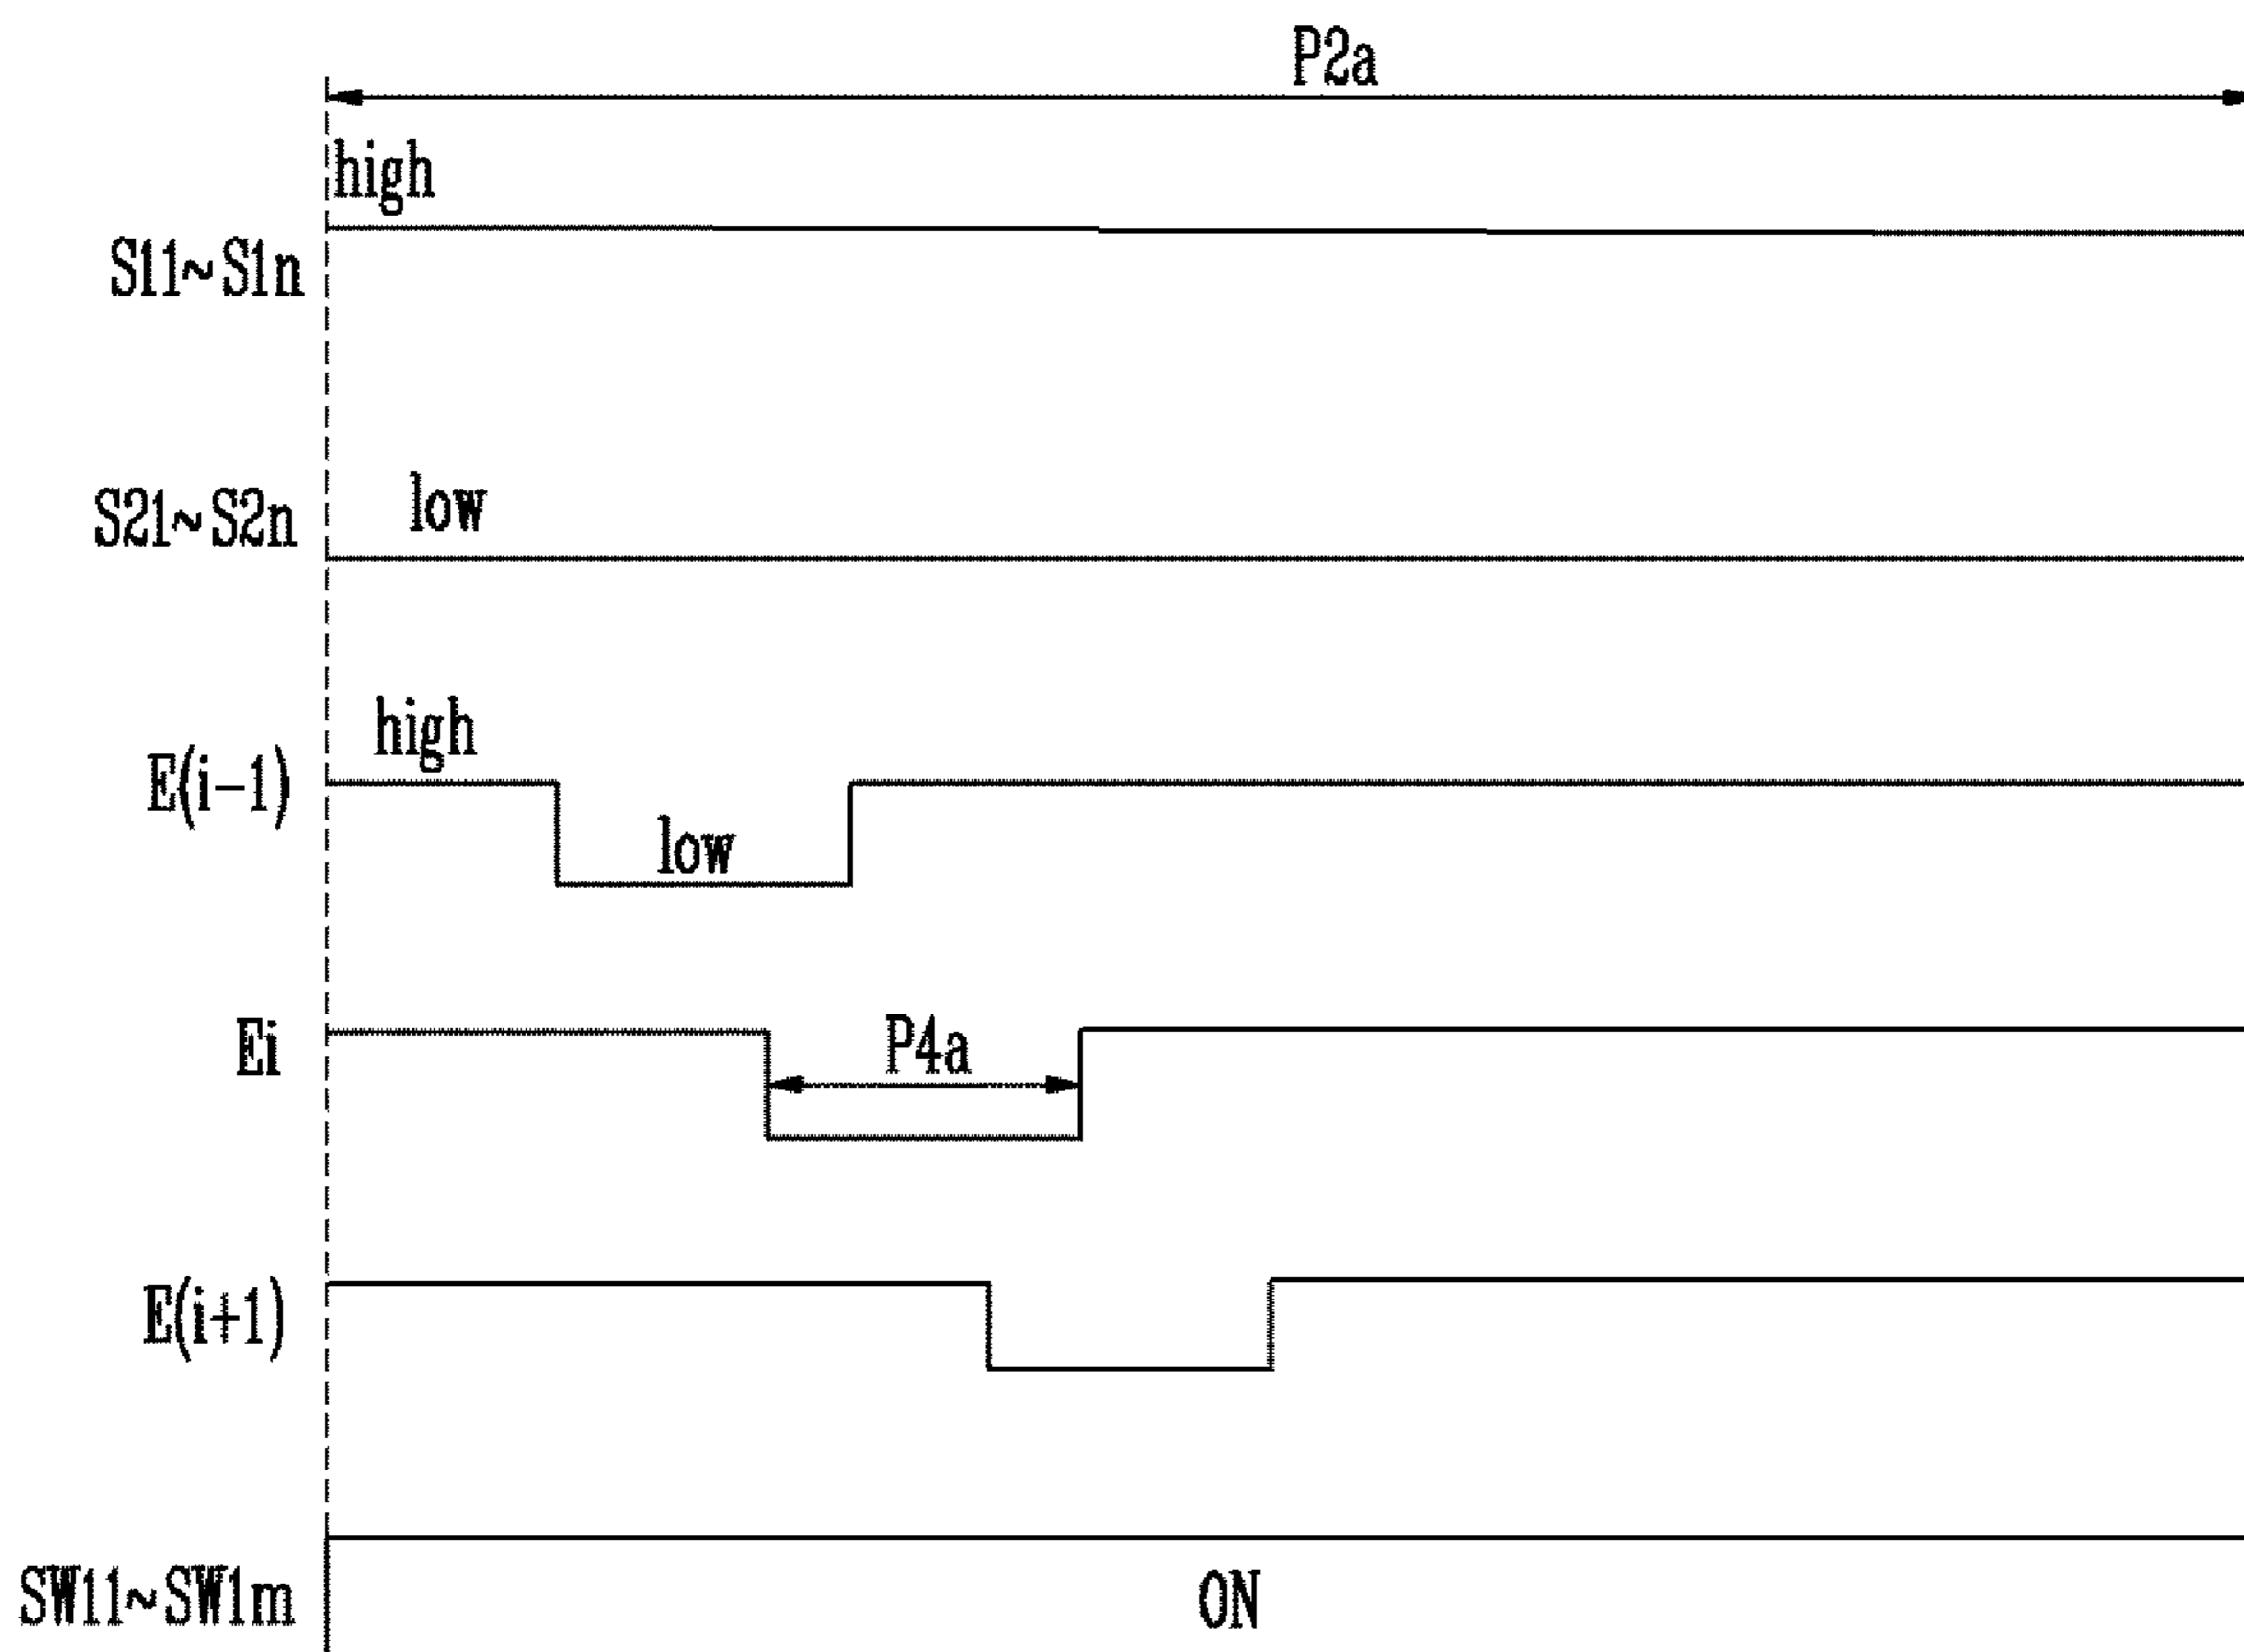 P2a
high
S11~S1n
low
S21~S2n
high
E(i-1)
low
Ei
P4a
E(i+1)
SW11~SW1m
ON